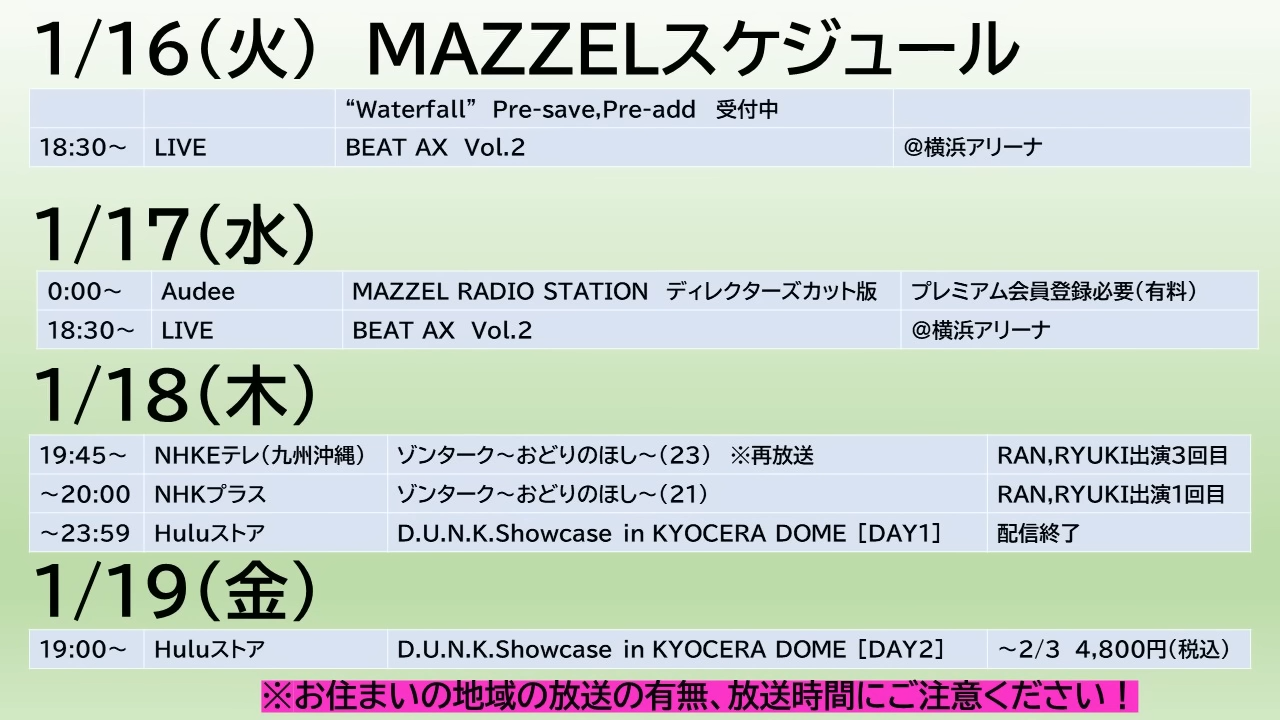 1/16(火) MAZZELスケジュール
“Waterfall” Pre-save,Pre-add 受付中
18:30～ LIVE BEAT AX Vol.2 @横浜アリーナ
1/17(水)
0:00～ Audee MAZZEL RADIO STATION ディレクターズカット版 プレミアム会員登録必要(有料)
18:30～ LIVE BEAT AX Vol.2 @横浜アリーナ
1/18(木)
19:45～ NHKEテレ(九州沖縄) ゾンターク～おどりのほし～(23) ※再放送 RAN,RYUKI出演3回目
～20:00 NHKプラス ゾンターク～おどりのほし～(21) RAN,RYUKI出演1回目
～23:59 Huluストア D.U.N.K.Showcase in KYOCERA DOME [DAY1] 配信終了
1/19(金)
19:00～ Huluストア D.U.N.K.Showcase in KYOCERA DOME [DAY2] ～2/3 4,800円(税込)
※お住まいの地域の放送の有無、放送時間にご注意ください！